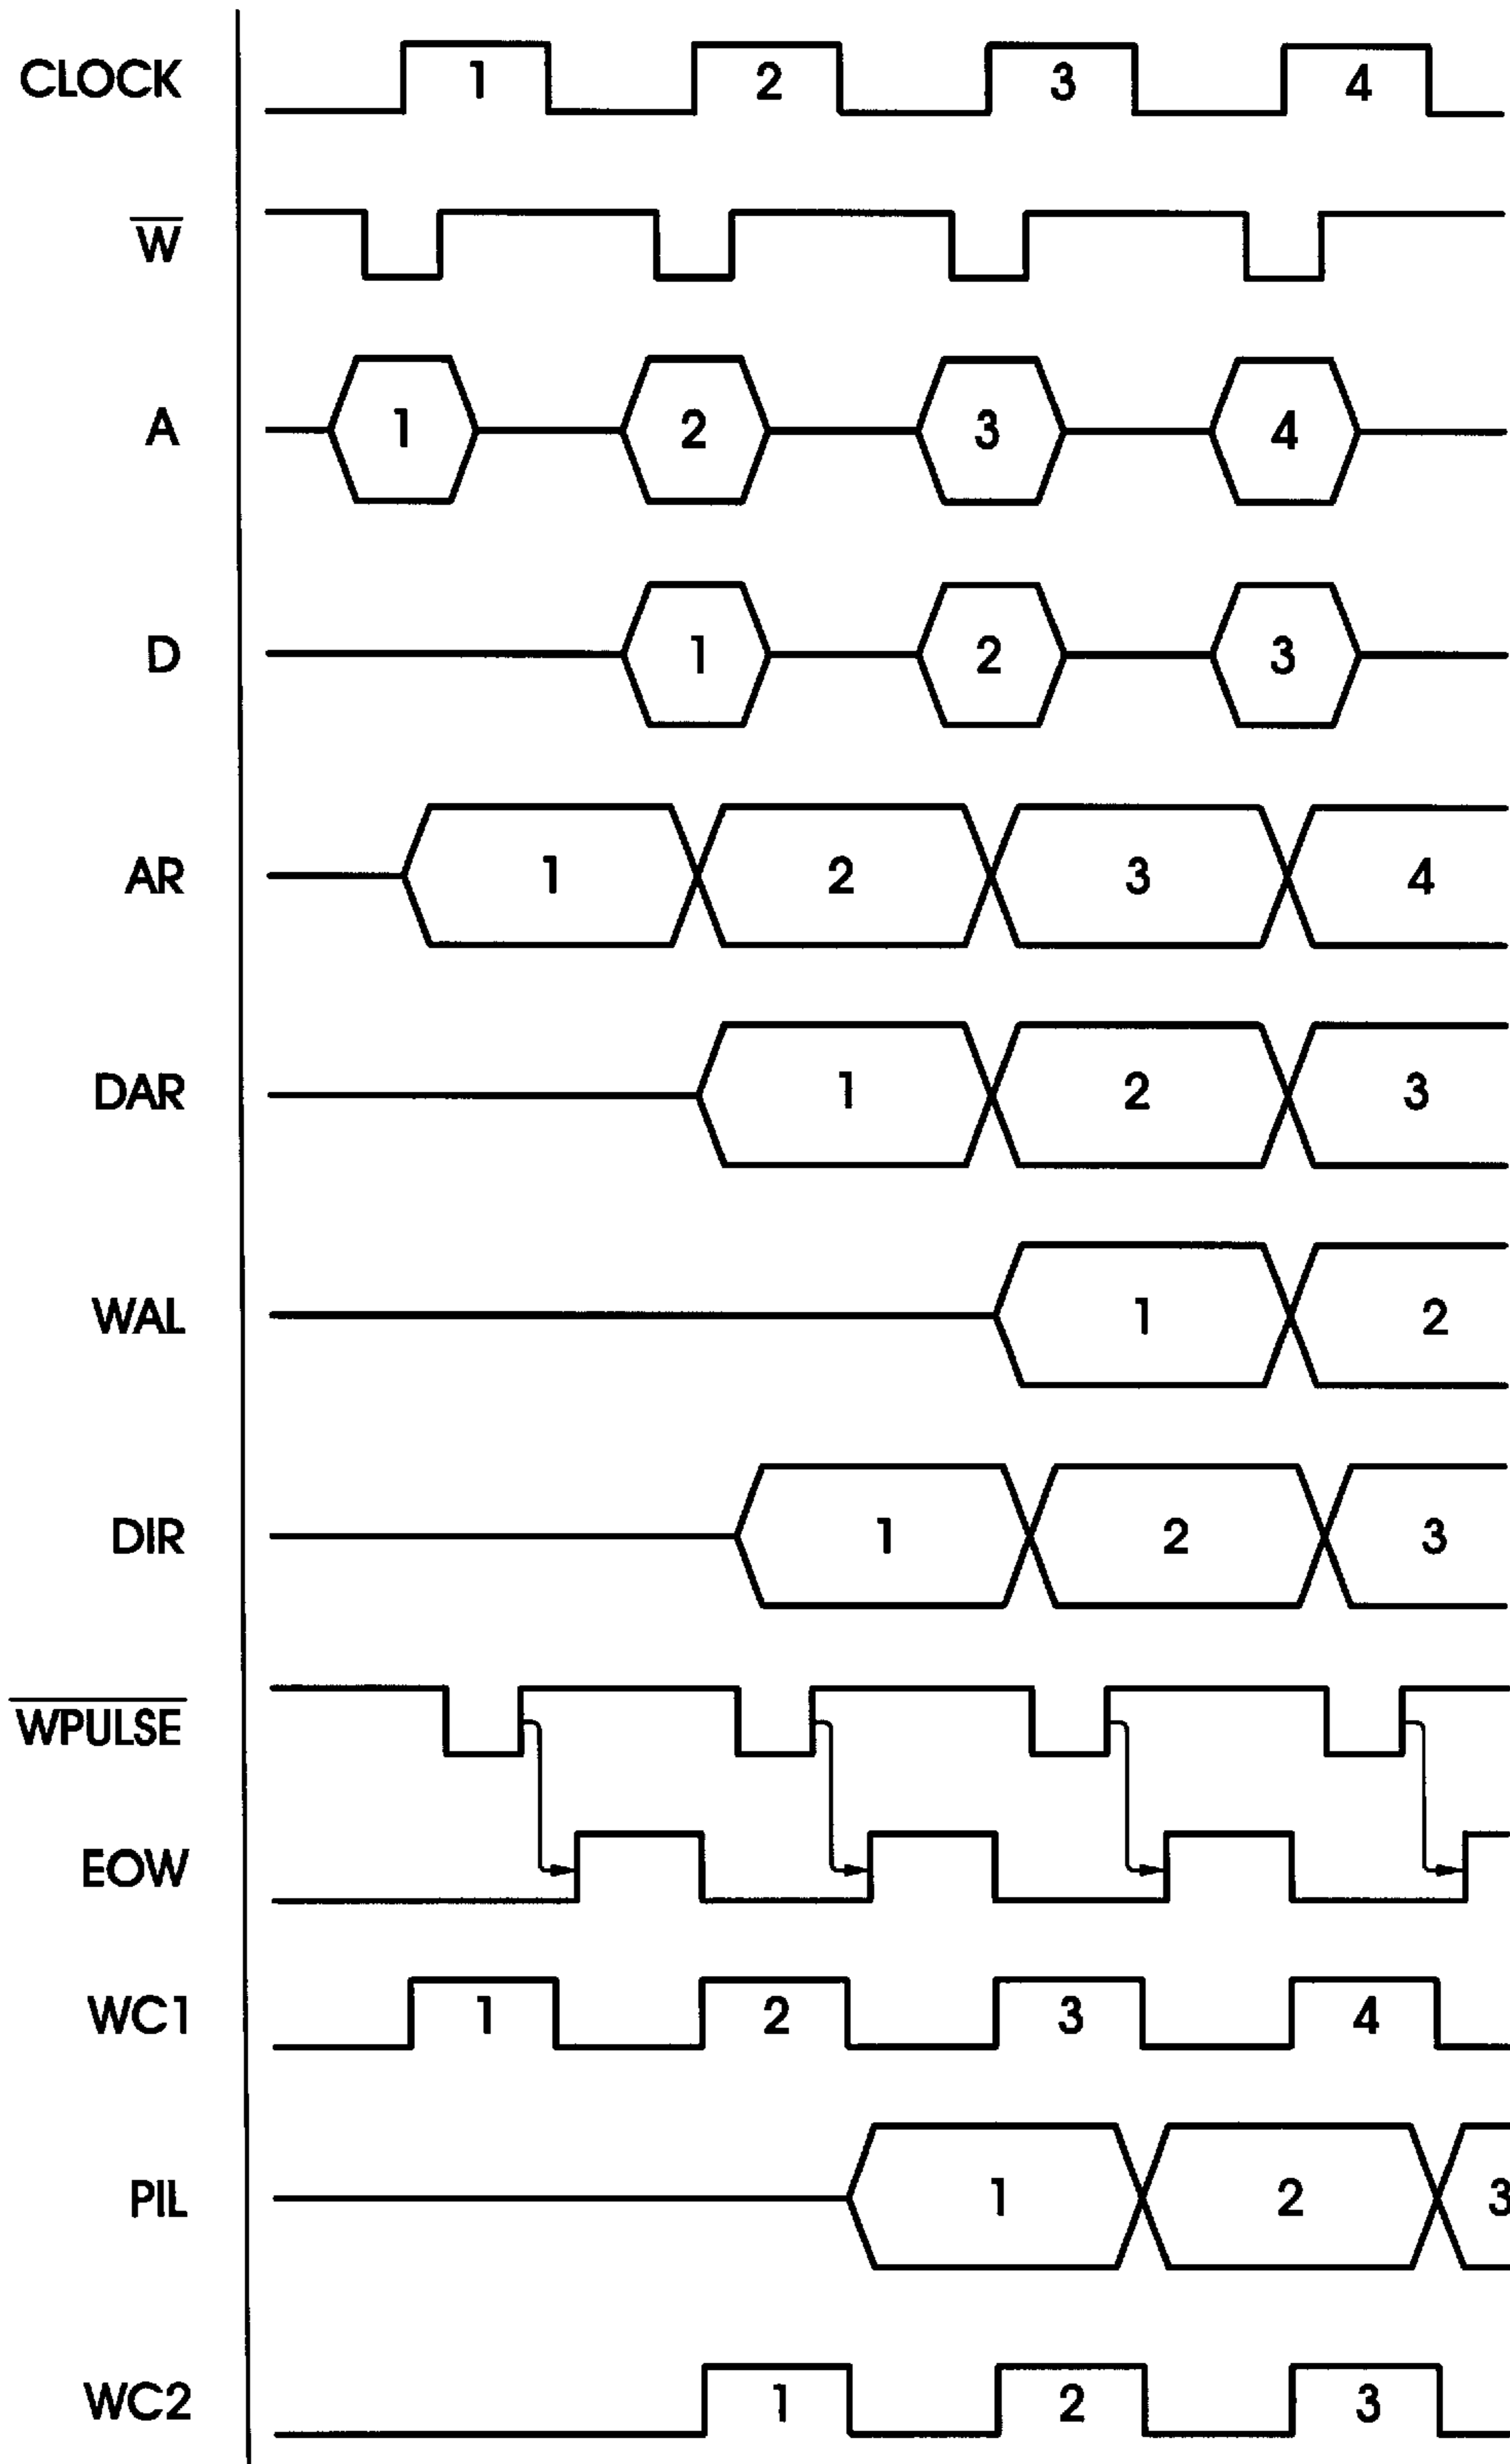 CLOCK 1 2 3 4
W
A 1 2 3 4
D 1 2 3
AR 1 2 3 4
DAR 1 2 3
WAL 1 2
DIR 1 2 3
WPULSE
EOW
WC1 1 2 3 4
PIL 1 2 3
WC2 1 2 3